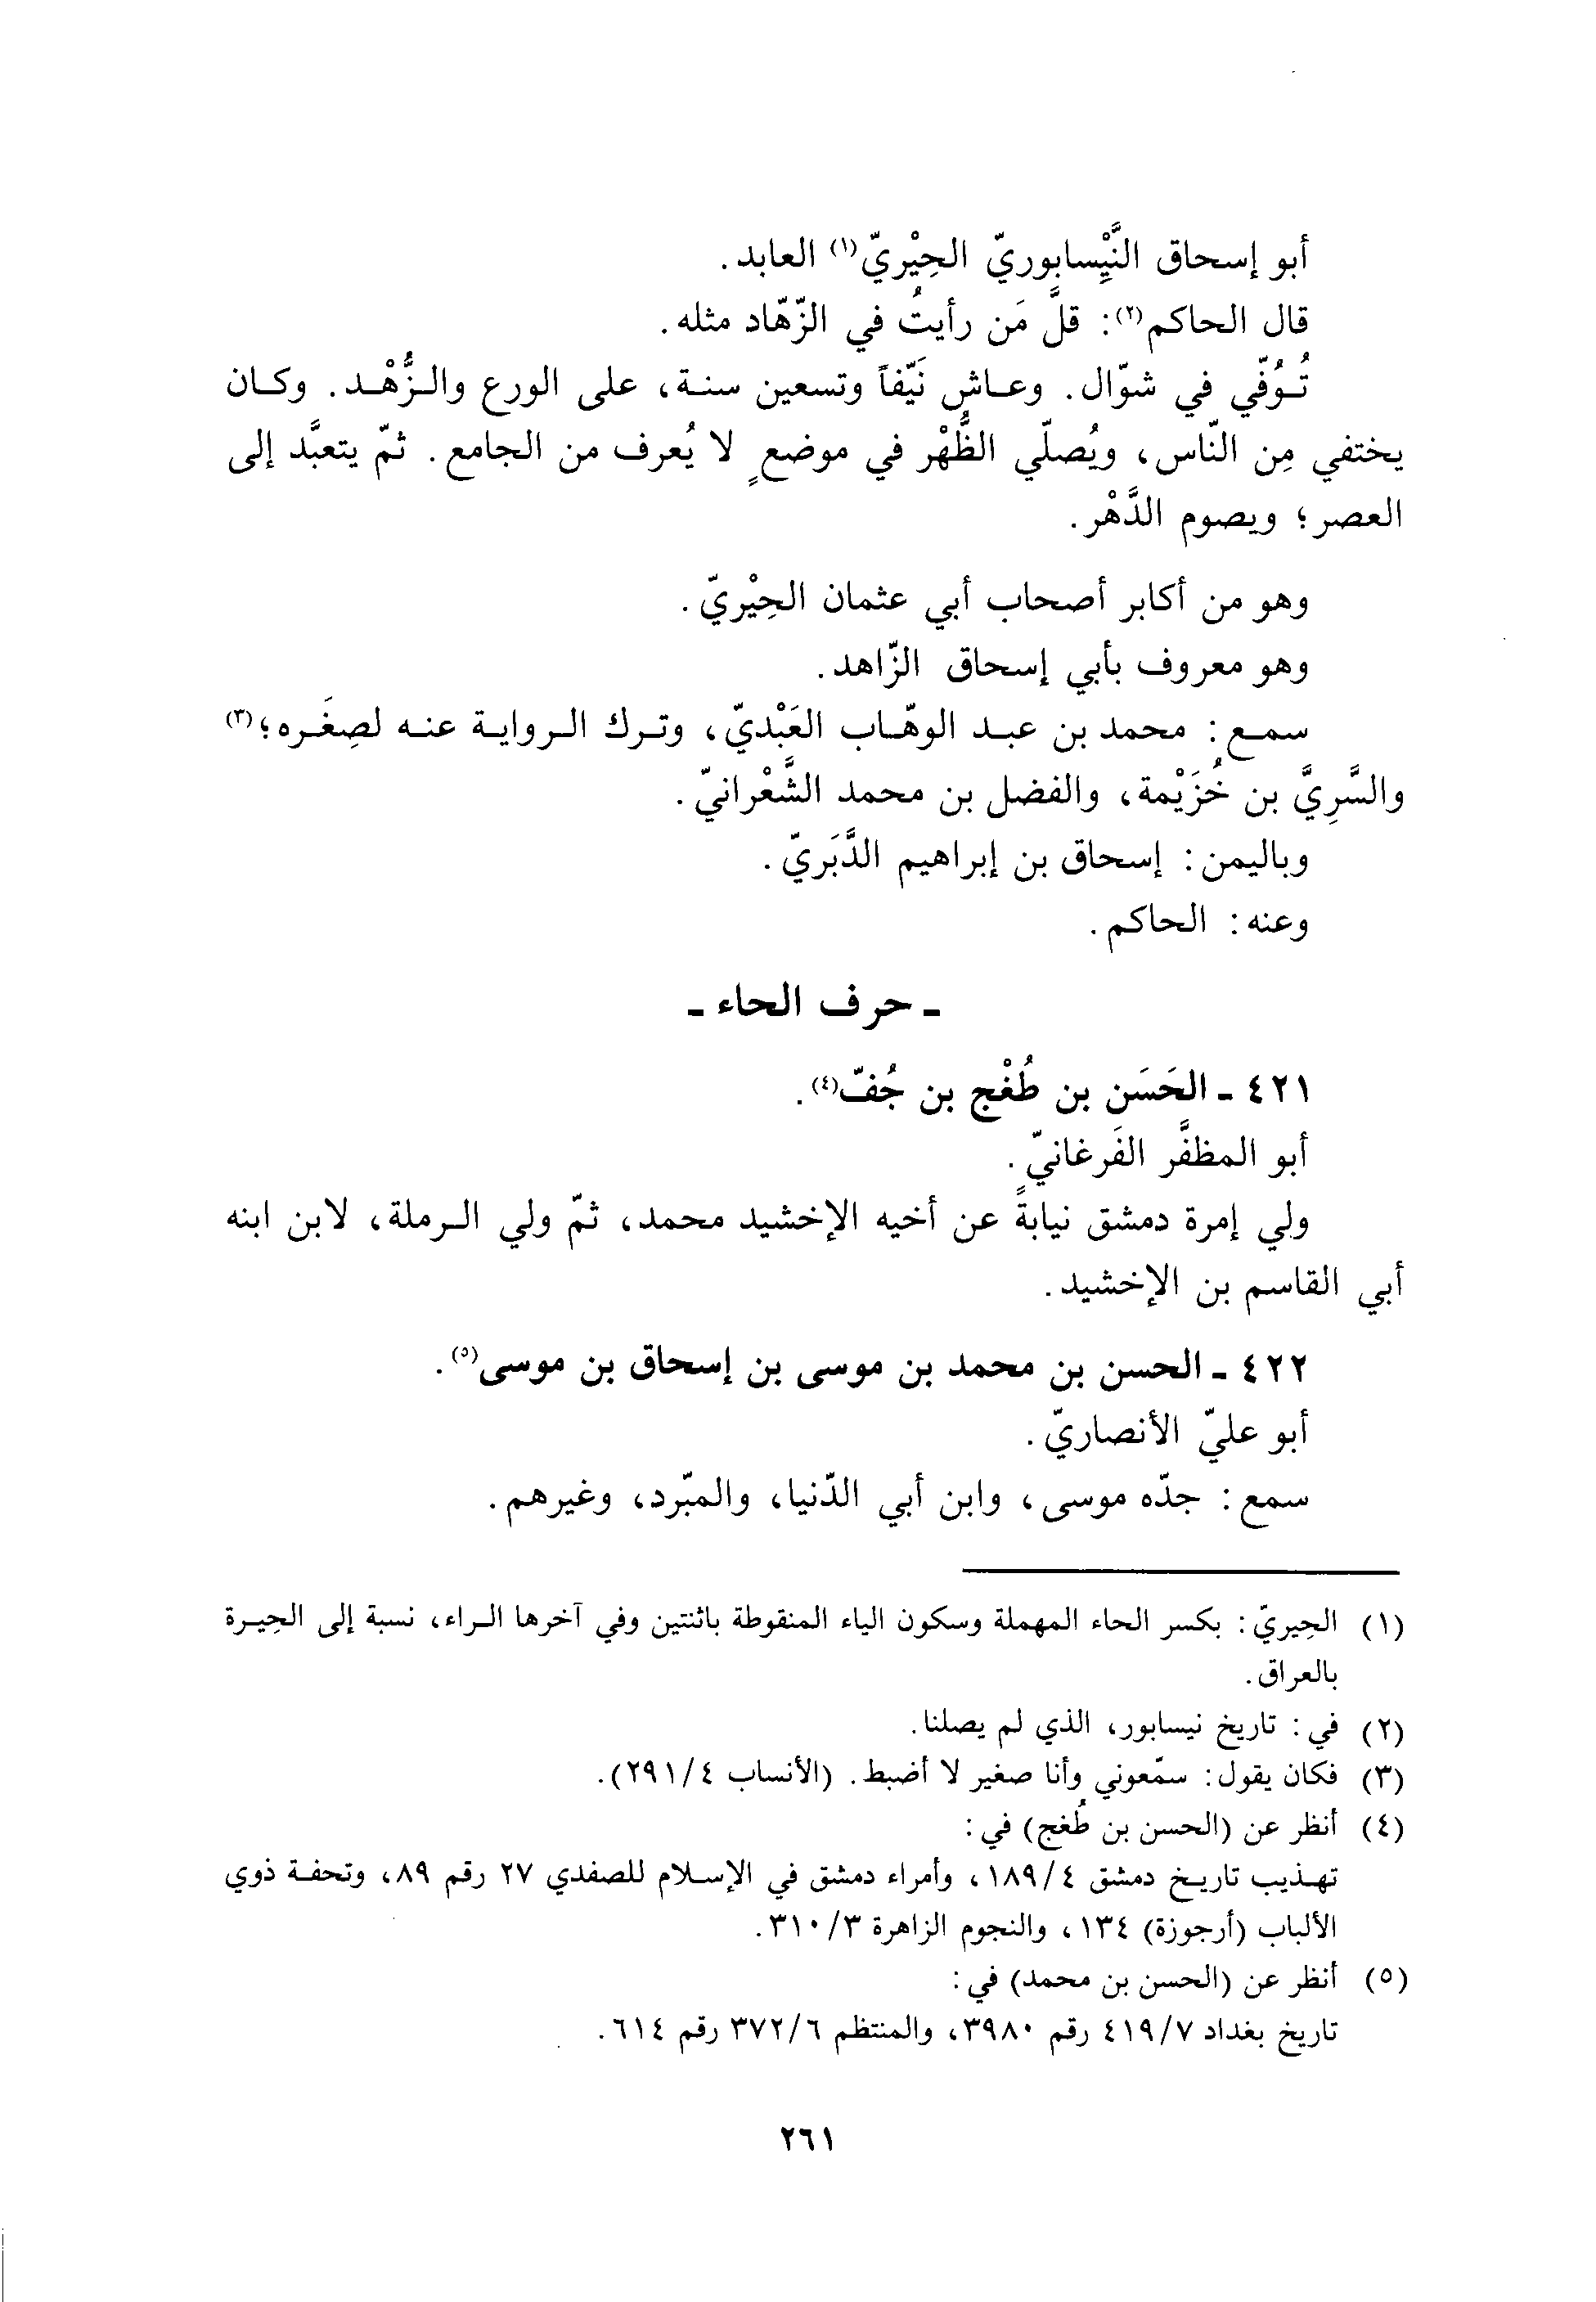 أبو إسحاق النَّيْسابوريّ الحِيْريّ(١) العابد.
قال الحاكم(٢): قلَّ مَن رأيتُ في الزّهّاد مثله.
تُوُفّي في شوّال. وعاش نَيّفاً وتسعين سنة، على الورع والزُّهْد. وكان
يختفي مِن النّاس، ويُصلّي الظُّهْر في موضعٍ لا يُعرف من الجامع. ثمّ يتعبَّد إلى
العصر؛ ويصوم الدَّهْر.
وهو من أكابر أصحاب أبي عثمان الحِيْريّ.
وهو معروف بأبي إسحاق الزّاهد.
سمع: محمد بن عبد الوهّاب العَبْديّ، وترك الرواية عنه لصِغَره؛(٣)
والسَّرِيَّ بن خُزَيْمة، والفضل بن محمد الشَّعْرانيّ.
وباليمن: إسحاق بن إبراهيم الدَّبَريّ.
وعنه: الحاكم.
ـ حرف الحاء ـ
٤٢١ ـ الحَسَن بن طُغْج بن جُفّ(٤).
أبو المظفَّر الفَرغانيّ.
ولي إمرة دمشق نيابةً عن أخيه الإخشيد محمد، ثمّ ولي الرملة، لابن ابنه
أبي القاسم بن الإخشيد.
٤٢٢ ـ الحسن بن محمد بن موسى بن إسحاق بن موسى(٥).
أبو عليّ الأنصاريّ.
سمع: جدّه موسى، وابن أبي الدّنيا، والمبّرد، وغيرهم.
(١) الحِيريّ: بكسر الحاء المهملة وسكون الياء المنقوطة باثنتين وفي آخرها الراء، نسبة إلى الحِيرة
بالعراق.
(٢) في: تاريخ نيسابور، الذي لم يصلنا.
(٣) فكان يقول: سمّعوني وأنا صغير لا أضبط. (الأنساب ٢٩١/٤).
(٤) أنظر عن (الحسن بن طُغج) في:
تهذيب تاريخ دمشق ١٨٩/٤، وأمراء دمشق في الإسلام للصفدي ٢٧ رقم ٨٩، وتحفة ذوي
الألباب (أرجوزة) ١٣٤، والنجوم الزاهرة ٣١٠/٣.
(٥) أنظر عن (الحسن بن محمد) في:
تاريخ بغداد ٤١٩/٧ رقم ٣٩٨٠، والمنتظم ٣٧٢/٦ رقم ٦١٤.
٢٦١